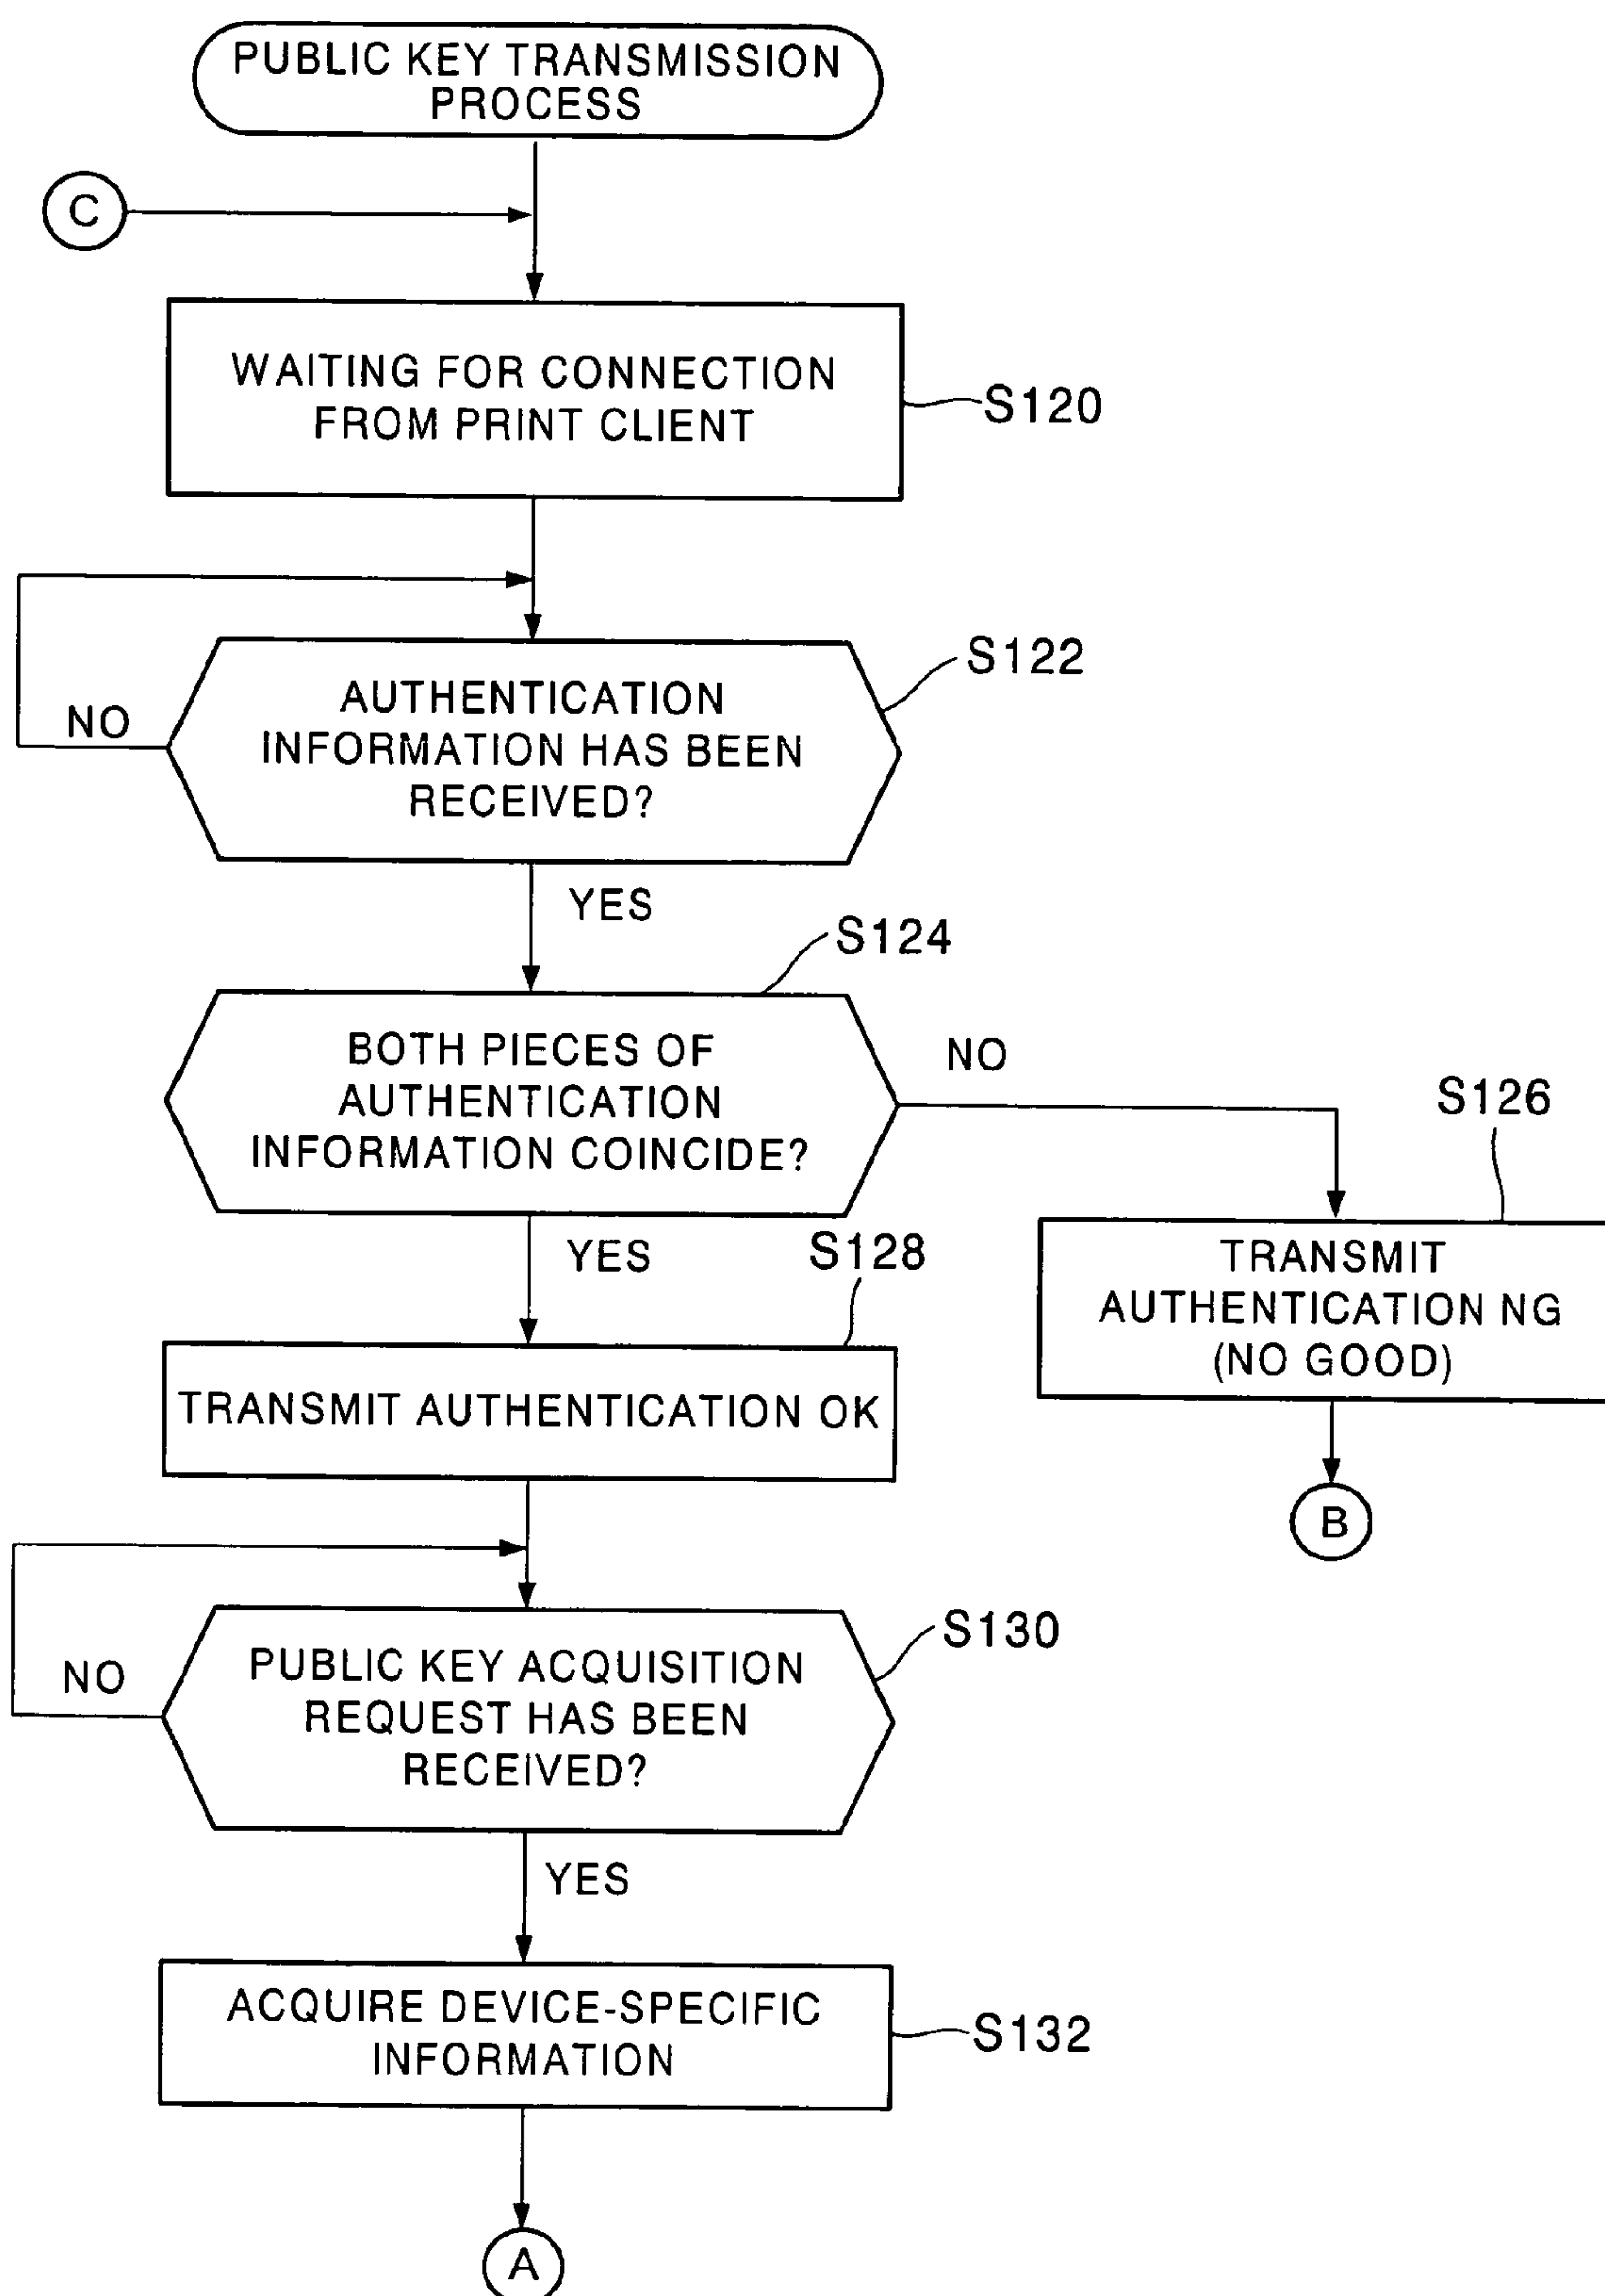 PUBLIC KEY TRANSMISSION
PROCESS
C
WAITING FOR CONNECTION
FROM PRINT CLIENT
S120
S122
AUTHENTICATION
INFORMATION HAS BEEN
RECEIVED?
NO
YES
S124
BOTH PIECES OF
AUTHENTICATION
INFORMATION COINCIDE?
NO
S126
YES
S128
TRANSMIT
AUTHENTICATION NG
(NO GOOD)
TRANSMIT AUTHENTICATION OK
B
S130
PUBLIC KEY ACQUISITION
REQUEST HAS BEEN
RECEIVED?
NO
YES
ACQUIRE DEVICE-SPECIFIC
INFORMATION
S132
A